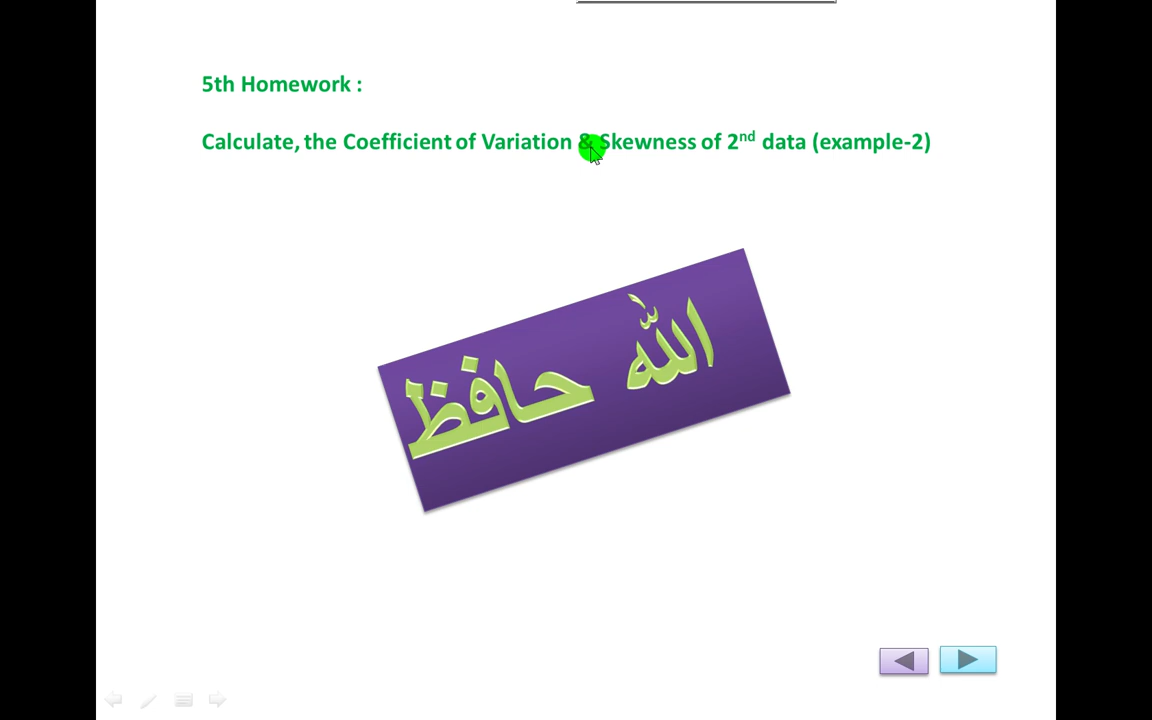 5th Homework :
Calculate, the Coefficient of Variation & Skewness of 2nd data (example-2)
الله حافظ